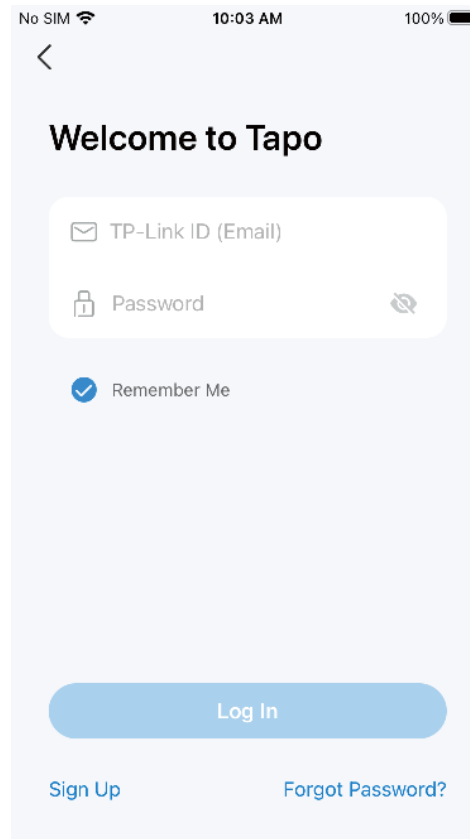 No SIM 10:03 AM 100%
Welcome to Tapo
TP-Link ID (Email)
Password
Remember Me
Log In
Sign Up Forgot Password?